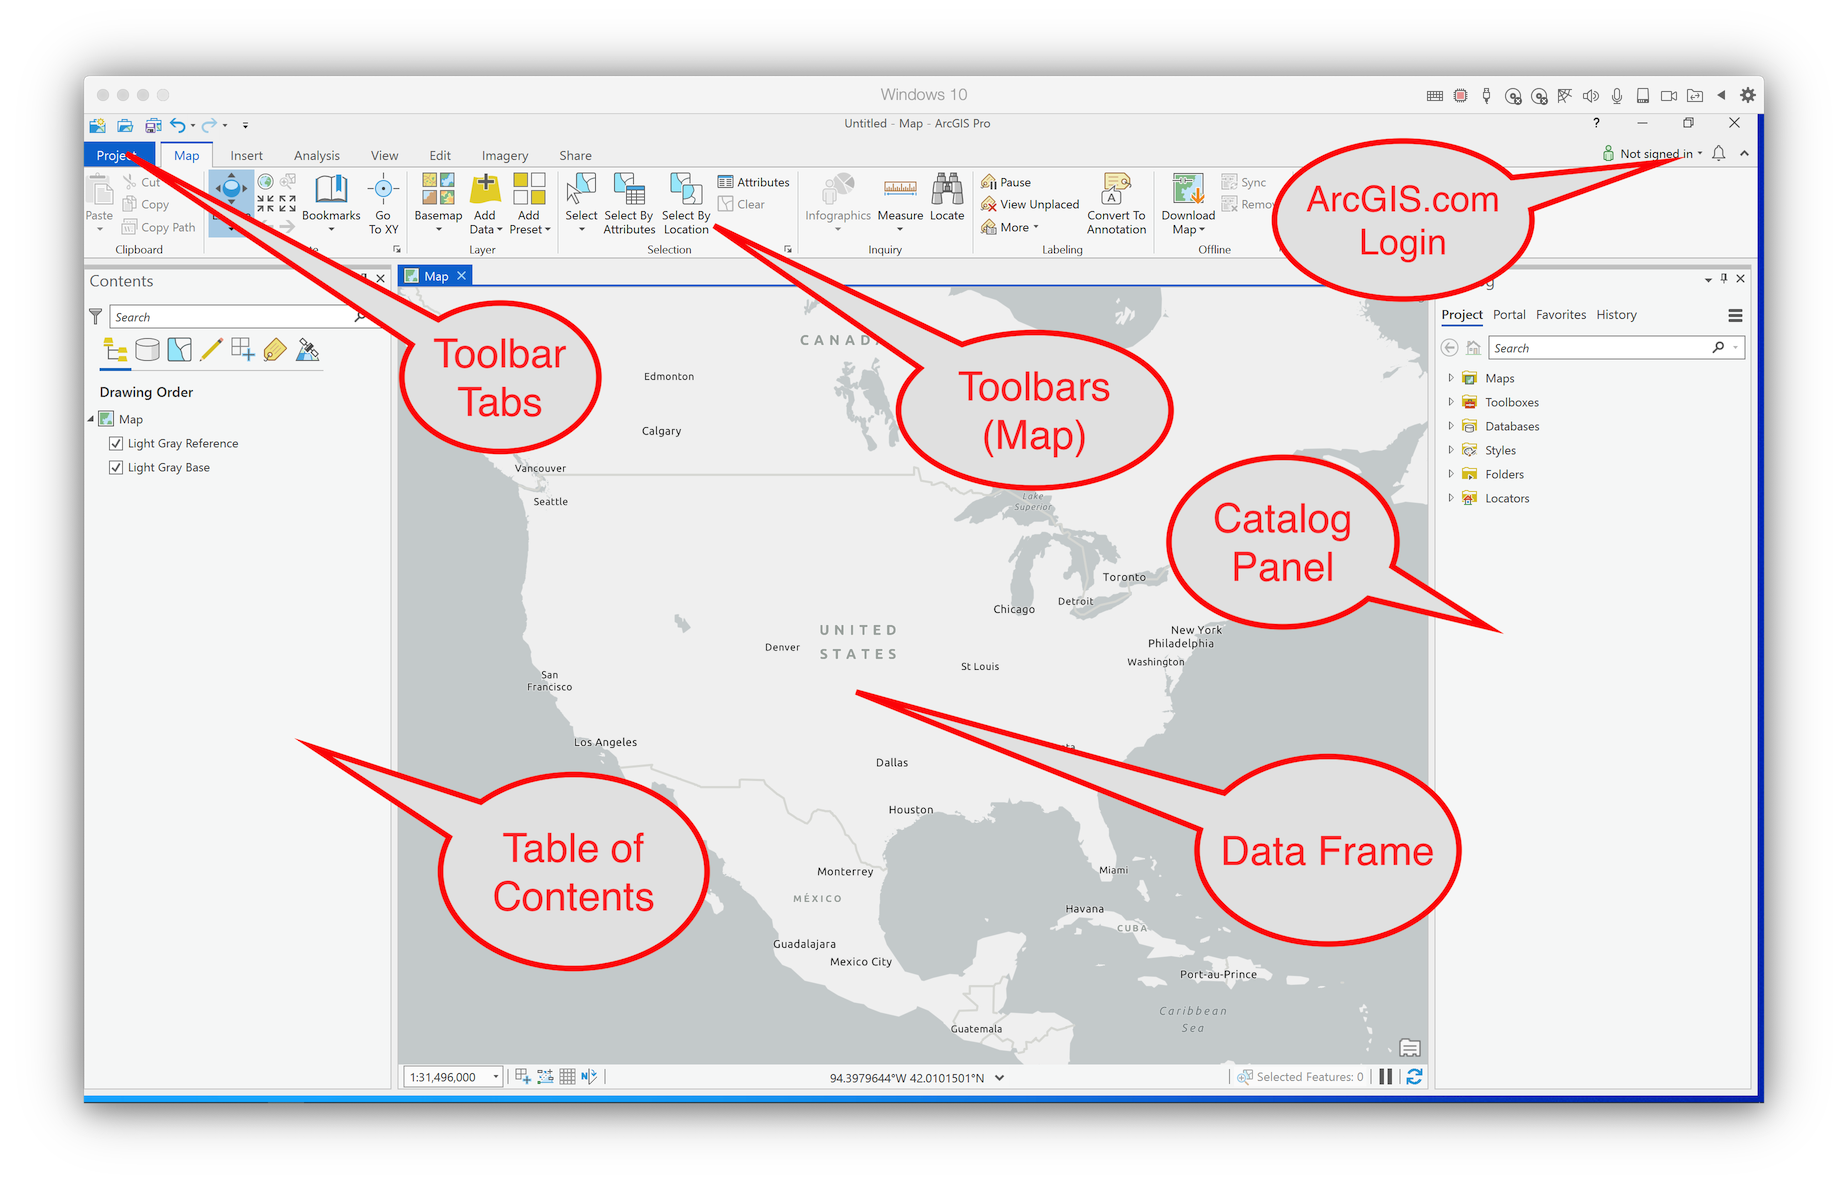 Windows 10
Untitled - Map - ArcGIS Pro
?
Project Map Insert Analysis View Edit Imagery Share
Not signed in
Paste
Cut
Copy
Copy Path
Clipboard
Bookmarks
Go
To XY
Basemap
Add
Data
Add
Preset
Layer
Select
Select By
Attributes
Select By
Location
Attributes
Clear
Selection
Infographics
Measure
Locate
Inquiry
Pause
View Unplaced
More
Convert To
Annotation
Labeling
Download
Map
Sync
Offline
ArcGIS.com
Login
Contents
Search
Drawing Order
Map
Light Gray Reference
Light Gray Base
Map
Toolbar
Tabs
Toolbars
(Map)
Catalog
Panel
Table of
Contents
Data Frame
Edmonton
Calgary
Vancouver
Seattle
Lake
Superior
Toronto
Detroit
Chicago
New York
Philadelphia
Washington
UNITED
STATES
Denver
St Louis
San
Francisco
Los Angeles
Dallas
Houston
Miami
Monterrey
MÉXICO
Havana
CUBA
Guadalajara
Mexico City
Port-au-Prince
Caribbean
Sea
Guatemala
Project Portal Favorites History
Search
Maps
Toolboxes
Databases
Styles
Folders
Locators
1:31,496,000
94.3979644°W 42.0101501°N
Selected Features: 0